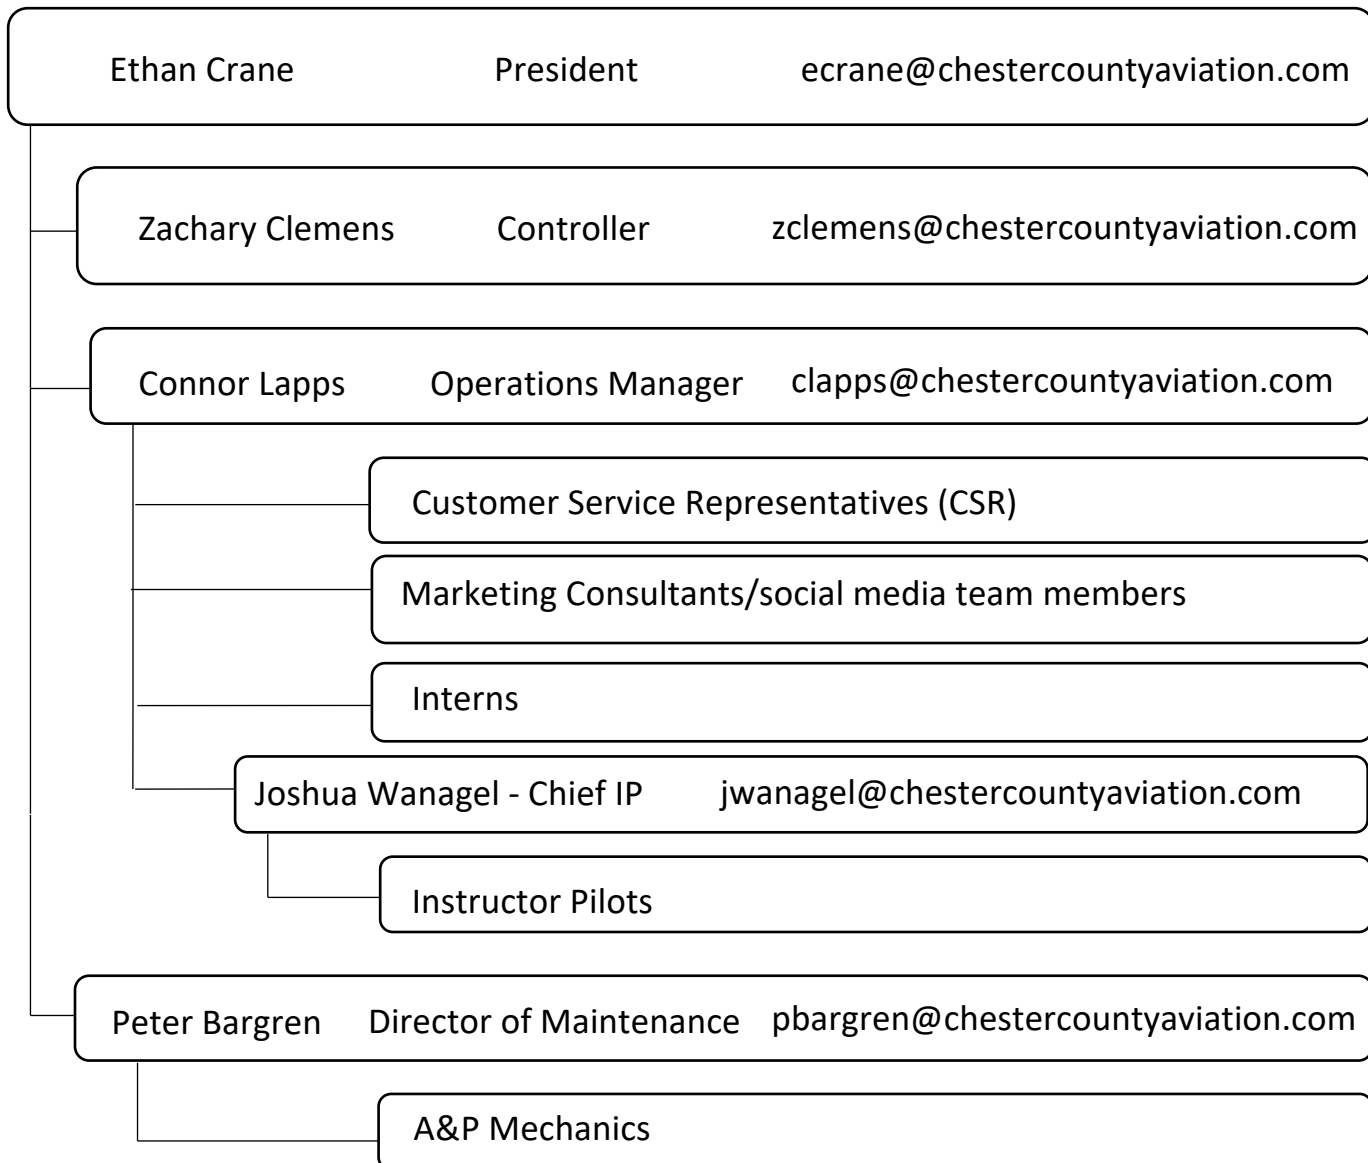 Ethan Crane President ecrane@chestercountyaviation.com
Zachary Clemens Controller zclemens@chestercountyaviation.com
Connor Lapps Operations Manager clapps@chestercountyaviation.com
Customer Service Representatives (CSR)
Marketing Consultants/social media team members
Interns
Joshua Wanagel - Chief IP jwanagel@chestercountyaviation.com
Instructor Pilots
Peter Bargren Director of Maintenance pbargren@chestercountyaviation.com
A&P Mechanics